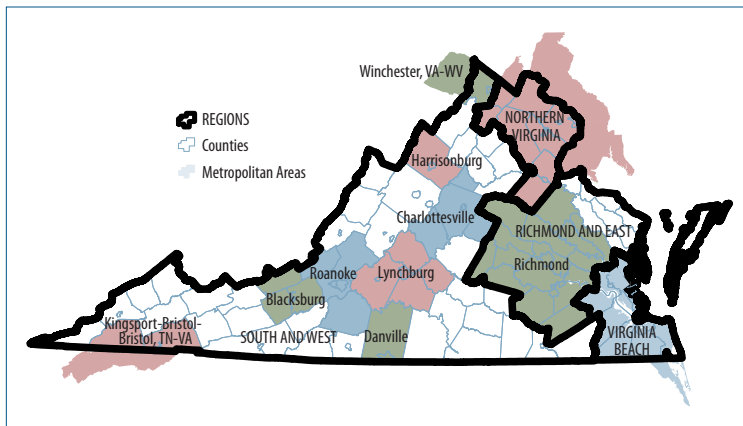 Winchester, VA-WV
REGIONS
Counties
Metropolitan Areas
NORTHERN
VIRGINIA
Harrisonburg
Charlottesville
RICHMOND AND EAST
Richmond
Roanoke
Lynchburg
Blacksburg
Kingsport-Bristol-
Bristol, TN-VA
SOUTH AND WEST
Danville
VIRGINIA
BEACH